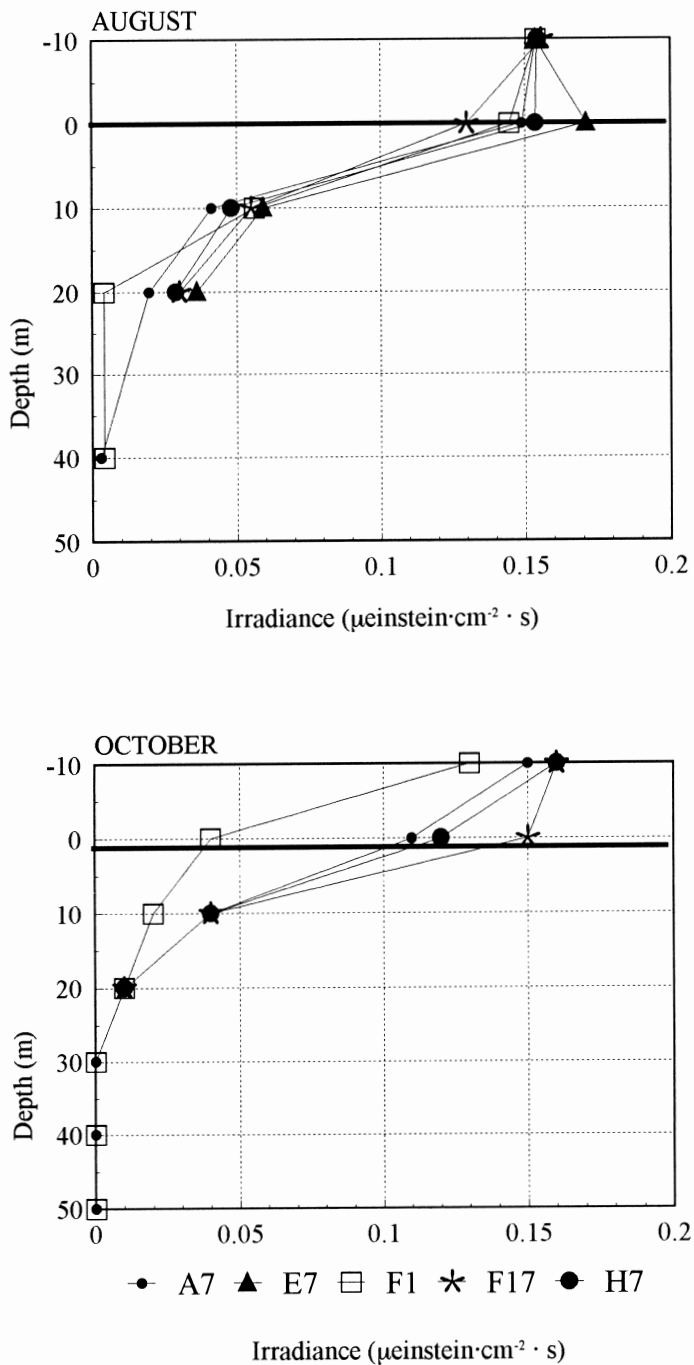 AUGUST
-10
0
10
20
30
40
50
Depth (m)
0 0.05 0.1 0.15 0.2
Irradiance (µeinstein·cm⁻² · s)
OCTOBER
-10
0
10
20
30
40
50
Depth (m)
0 0.05 0.1 0.15 0.2
A7 E7 F1 F17 H7
Irradiance (µeinstein·cm⁻² · s)